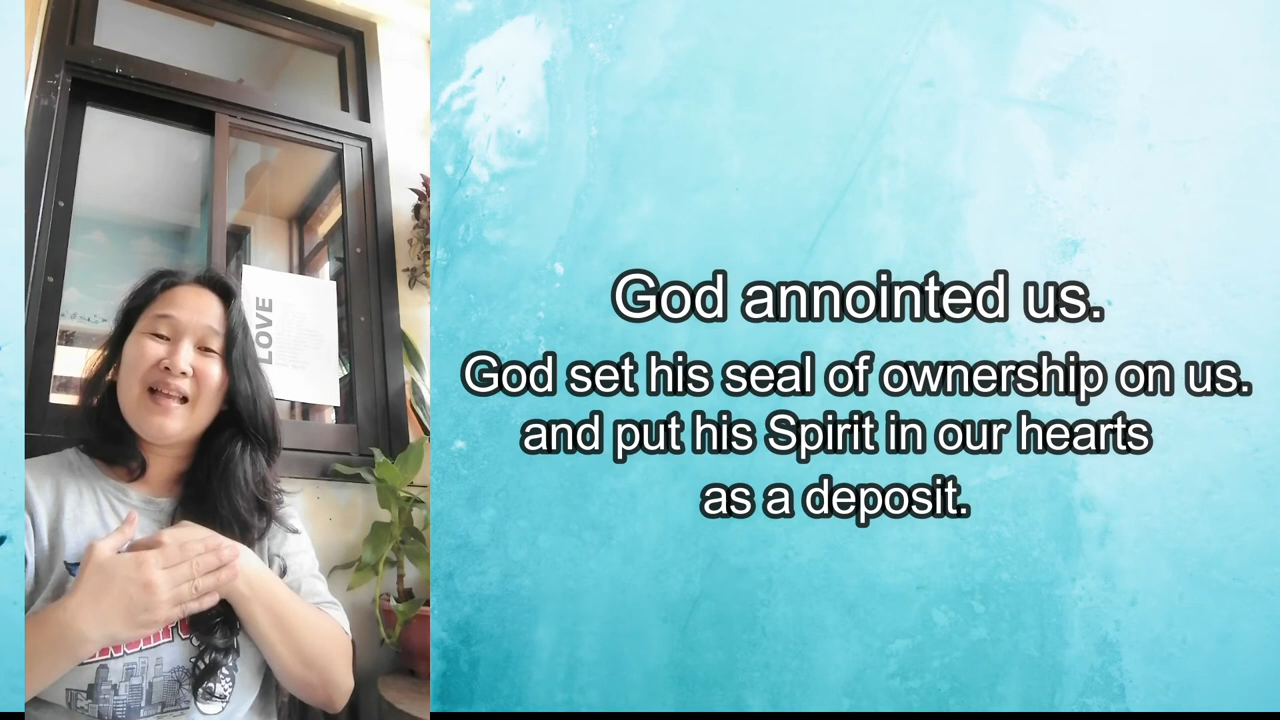 LOVE
God annointed us.
God set his seal of ownership on us.
and put his Spirit in our hearts
as a deposit.